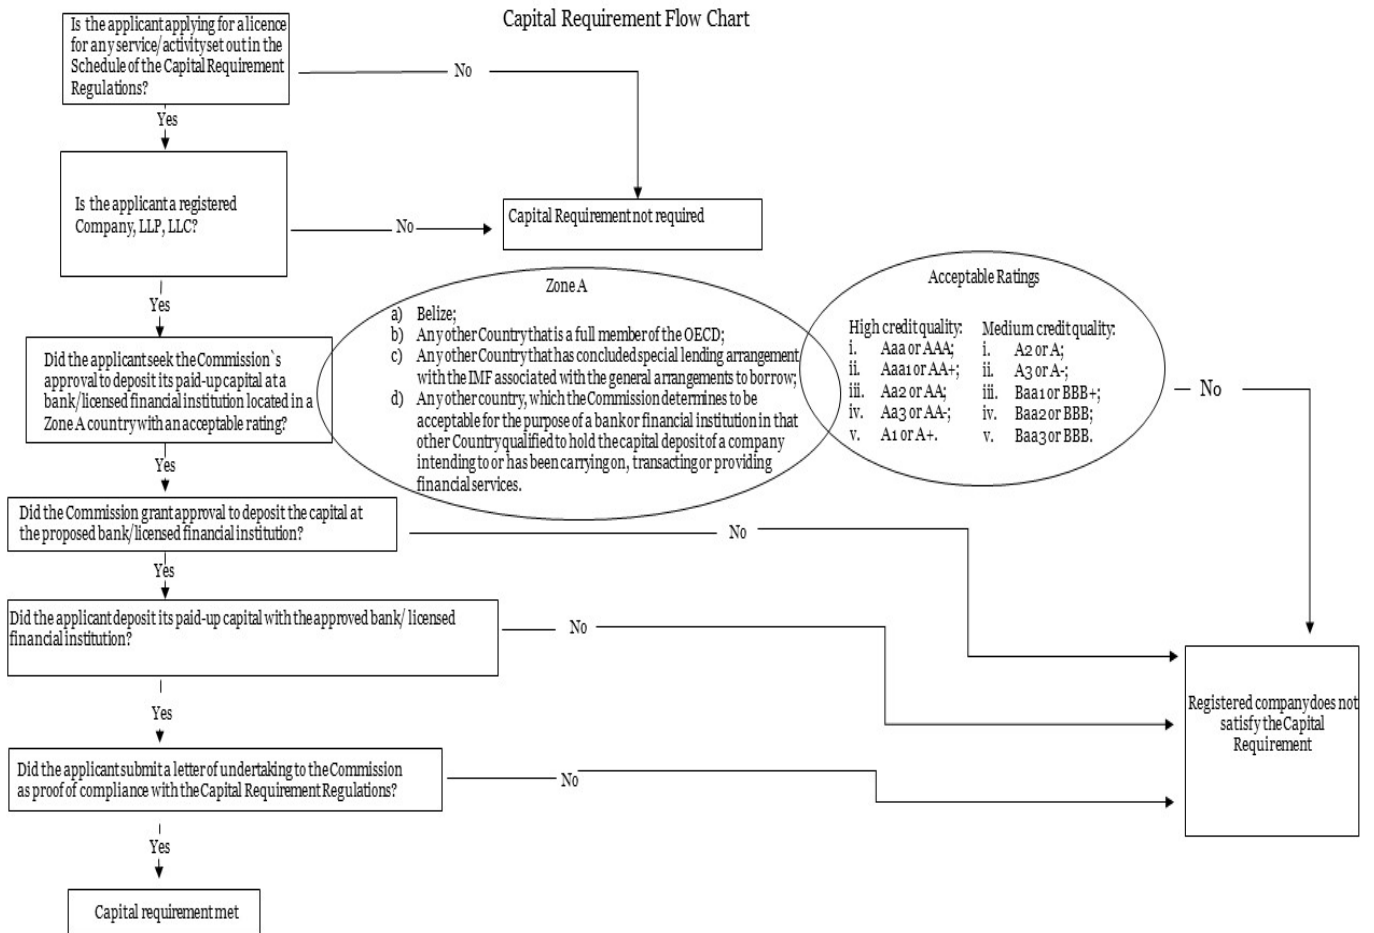 Capital Requirement Flow Chart
Is the applicant applying for a licence
for any service/activity set out in the
Schedule of the Capital Requirement
Regulations?
No
Yes
Is the applicant a registered
Company, LLP, LLC?
No
Capital Requirement not required
Yes
Did the applicant seek the Commission`s
approval to deposit its paid-up capital at a
bank/licensed financial institution located in a
Zone A country with an acceptable rating?
Zone A
a) Belize;
b) Any other Country that is a full member of the OECD;
c) Any other Country that has concluded special lending arrangement
with the IMF associated with the general arrangements to borrow;
d) Any other country, which the Commission determines to be
acceptable for the purpose of a bank or financial institution in that
other Country qualified to hold the capital deposit of a company
intending to or has been carrying on, transacting or providing
financial services.
Acceptable Ratings
High credit quality:
i. Aaa or AAA;
ii. Aaa1 or AA+;
iii. Aa2 or AA;
iv. Aa3 or AA-;
v. A1 or A+.
Medium credit quality:
i. A2 or A;
ii. A3 or A-;
iii. Baa1 or BBB+;
iv. Baa2 or BBB;
v. Baa3 or BBB.
No
Yes
Did the Commission grant approval to deposit the capital at
the proposed bank/licensed financial institution?
No
Yes
Did the applicant deposit its paid-up capital with the approved bank/ licensed
financial institution?
No
Registered company does not
satisfy the Capital
Requirement
Yes
Did the applicant submit a letter of undertaking to the Commission
as proof of compliance with the Capital Requirement Regulations?
No
Yes
Capital requirement met